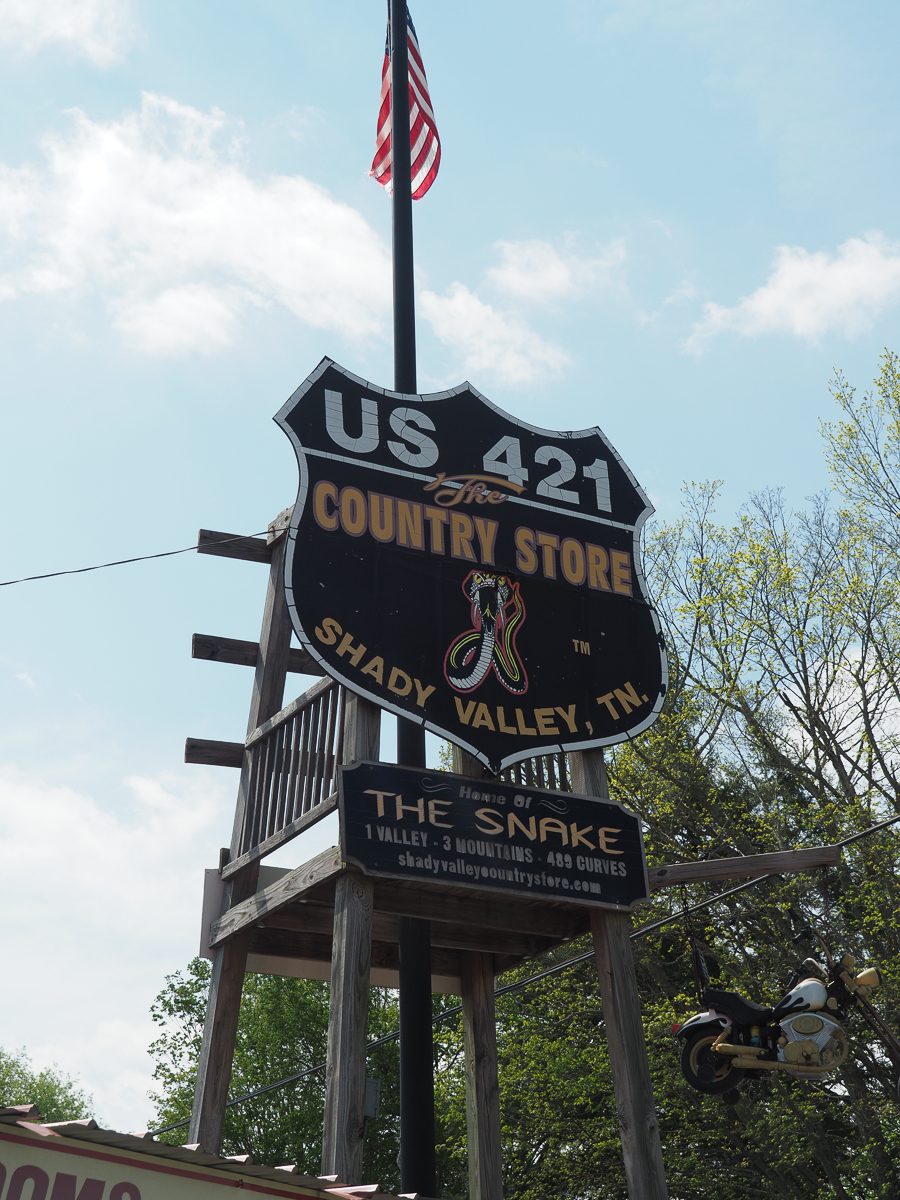 US 421
The
COUNTRY STORE
TM
SHADY VALLEY, TN.
Home Of
THE SNAKE
1 VALLEY - 3 MOUNTAINS - 489 CURVES
shadyvalleycountrystore.com
OMS